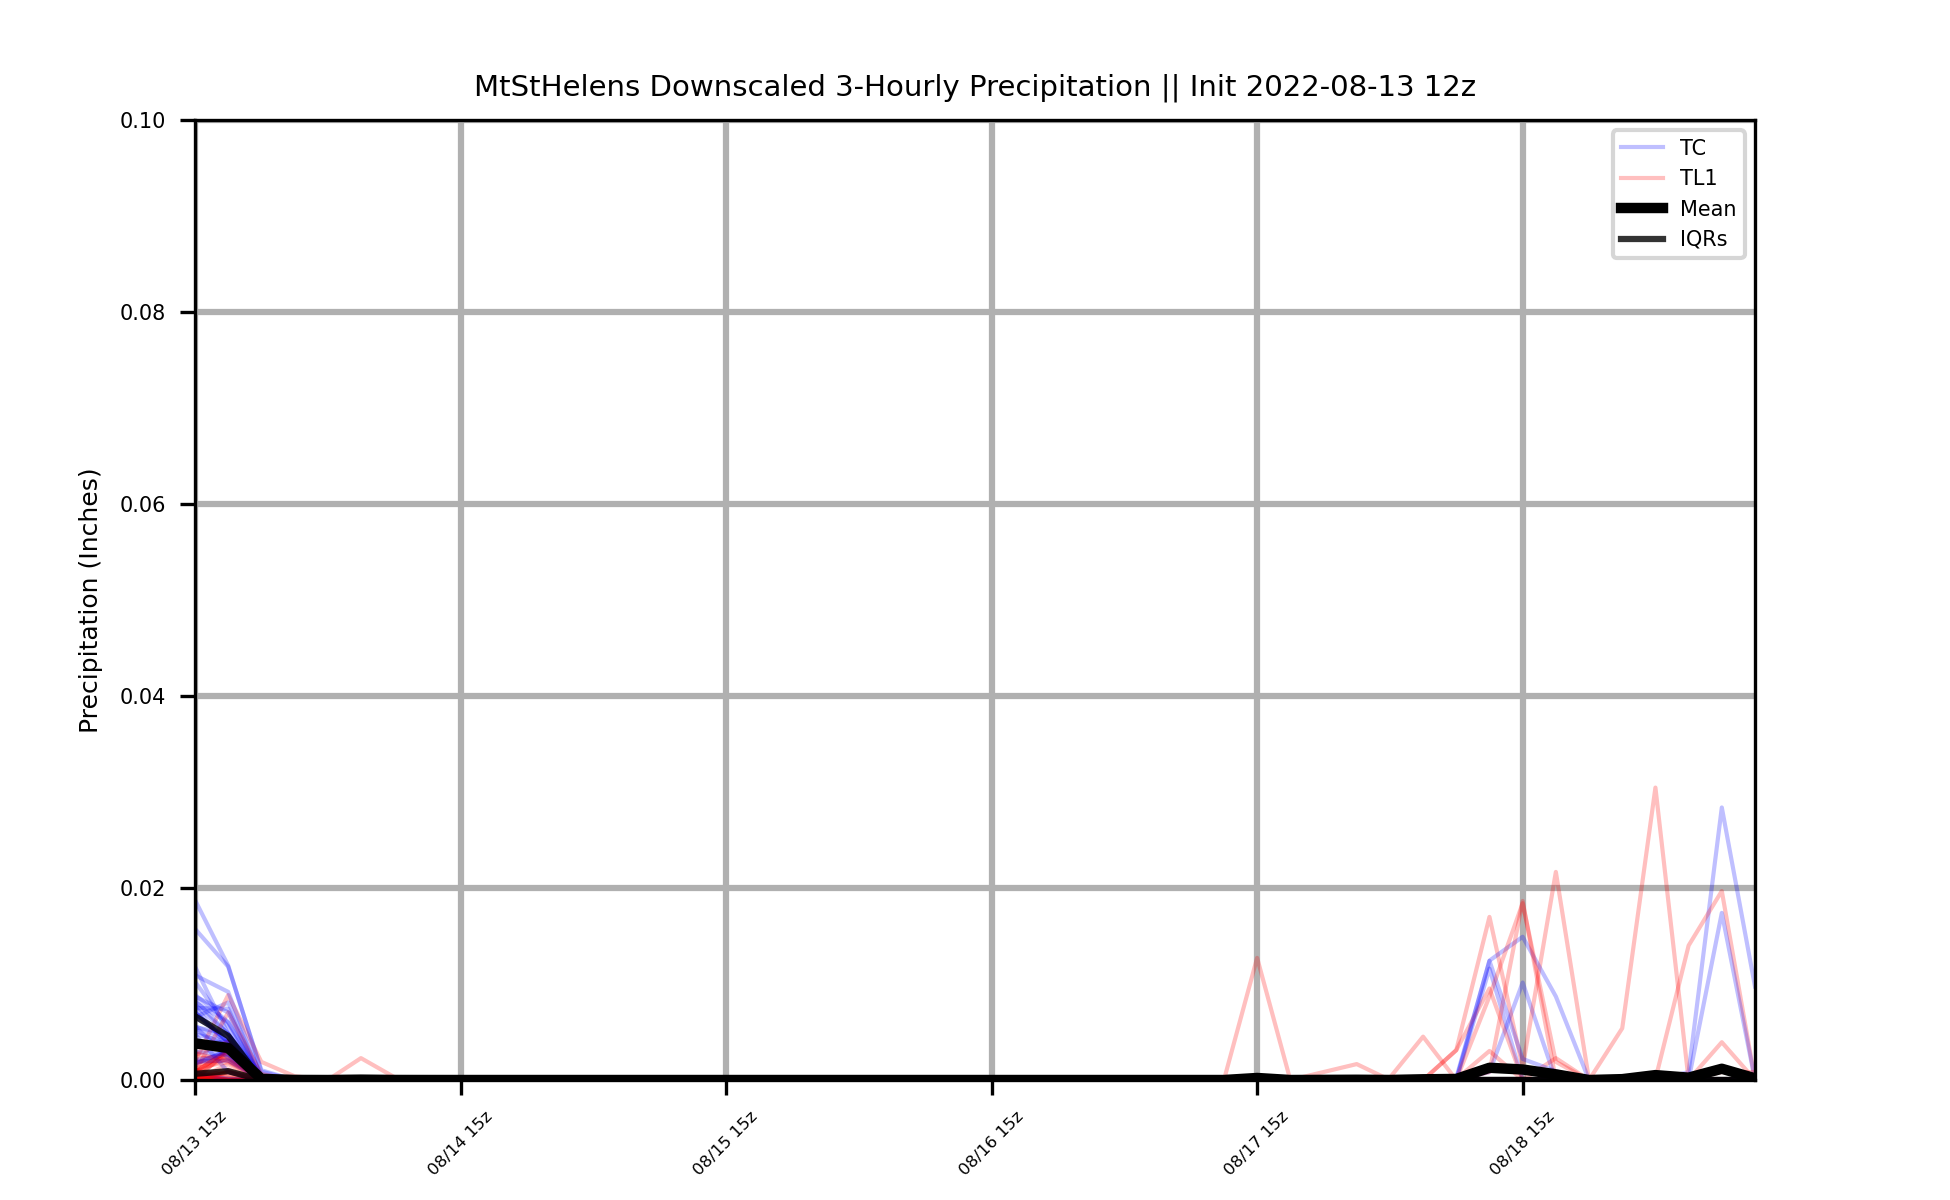 MtStHelens Downscaled 3-Hourly Precipitation || Init 2022-08-13 12z
TC
TL1
Mean
IQRs
Precipitation (Inches)
0.10
0.08
0.06
0.04
0.02
0.00
08/13 15z
08/14 15z
08/15 15z
08/16 15z
08/17 15z
08/18 15z